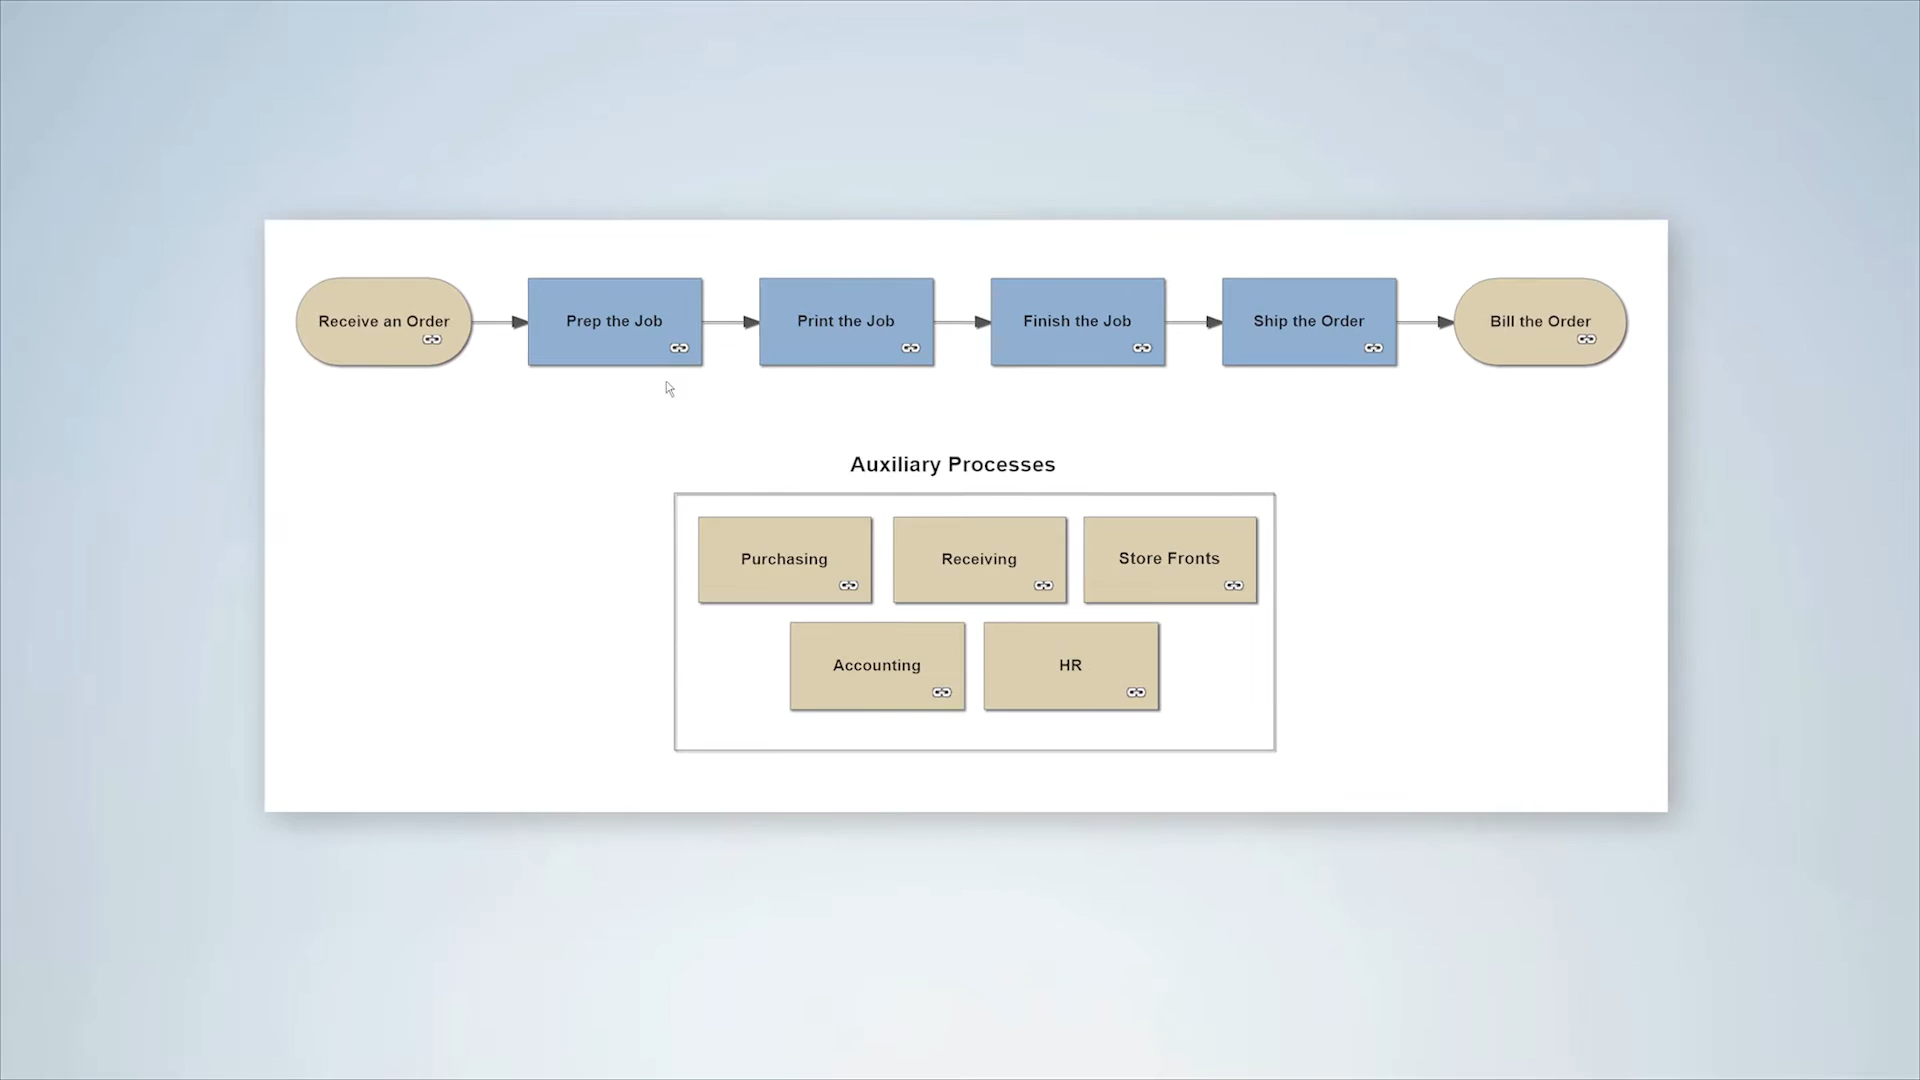 Receive an Order
Prep the Job
Print the Job
Finish the Job
Ship the Order
Bill the Order
Auxiliary Processes
Purchasing
Receiving
Store Fronts
Accounting
HR